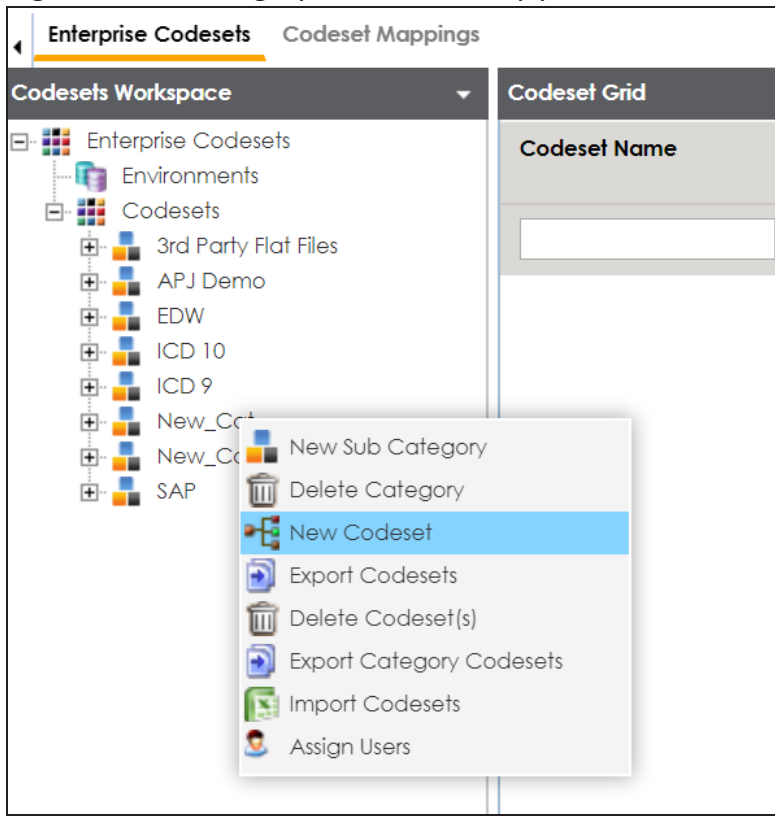 Enterprise Codesets Codeset Mappings
Codesets Workspace
Codeset Grid
Enterprise Codesets
Environments
Codesets
3rd Party Flat Files
APJ Demo
EDW
ICD 10
ICD 9
New_Cat
New_Ca
SAP
Codeset Name
New Sub Category
Delete Category
New Codeset
Export Codesets
Delete Codeset(s)
Export Category Codesets
Import Codesets
Assign Users